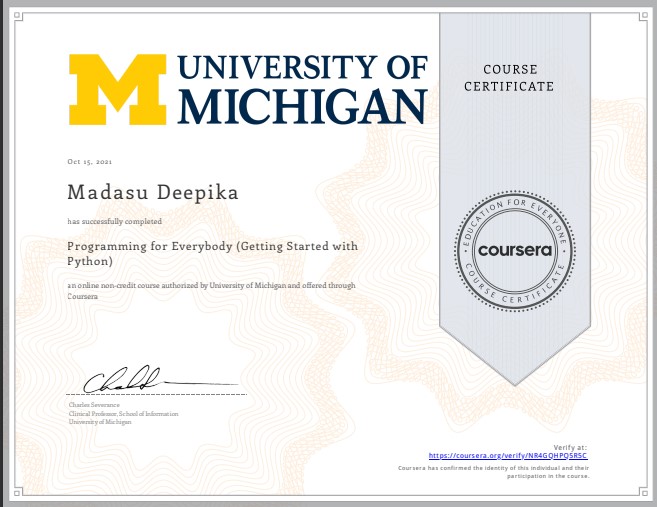 UNIVERSITY OF
MICHIGAN
COURSE
CERTIFICATE
Oct 15, 2021
Madasu Deepika
has successfully completed
Programming for Everybody (Getting Started with
Python)
an online non-credit course authorized by University of Michigan and offered through
Coursera
EDUCATION FOR EVERYONE
coursera
COURSE CERTIFICATE
Charles Severance
Clinical Professor, School of Information
University of Michigan
Verify at:
https://coursera.org/verify/NR4GQHPQ5R5C
Coursera has confirmed the identity of this individual and their
participation in the course.